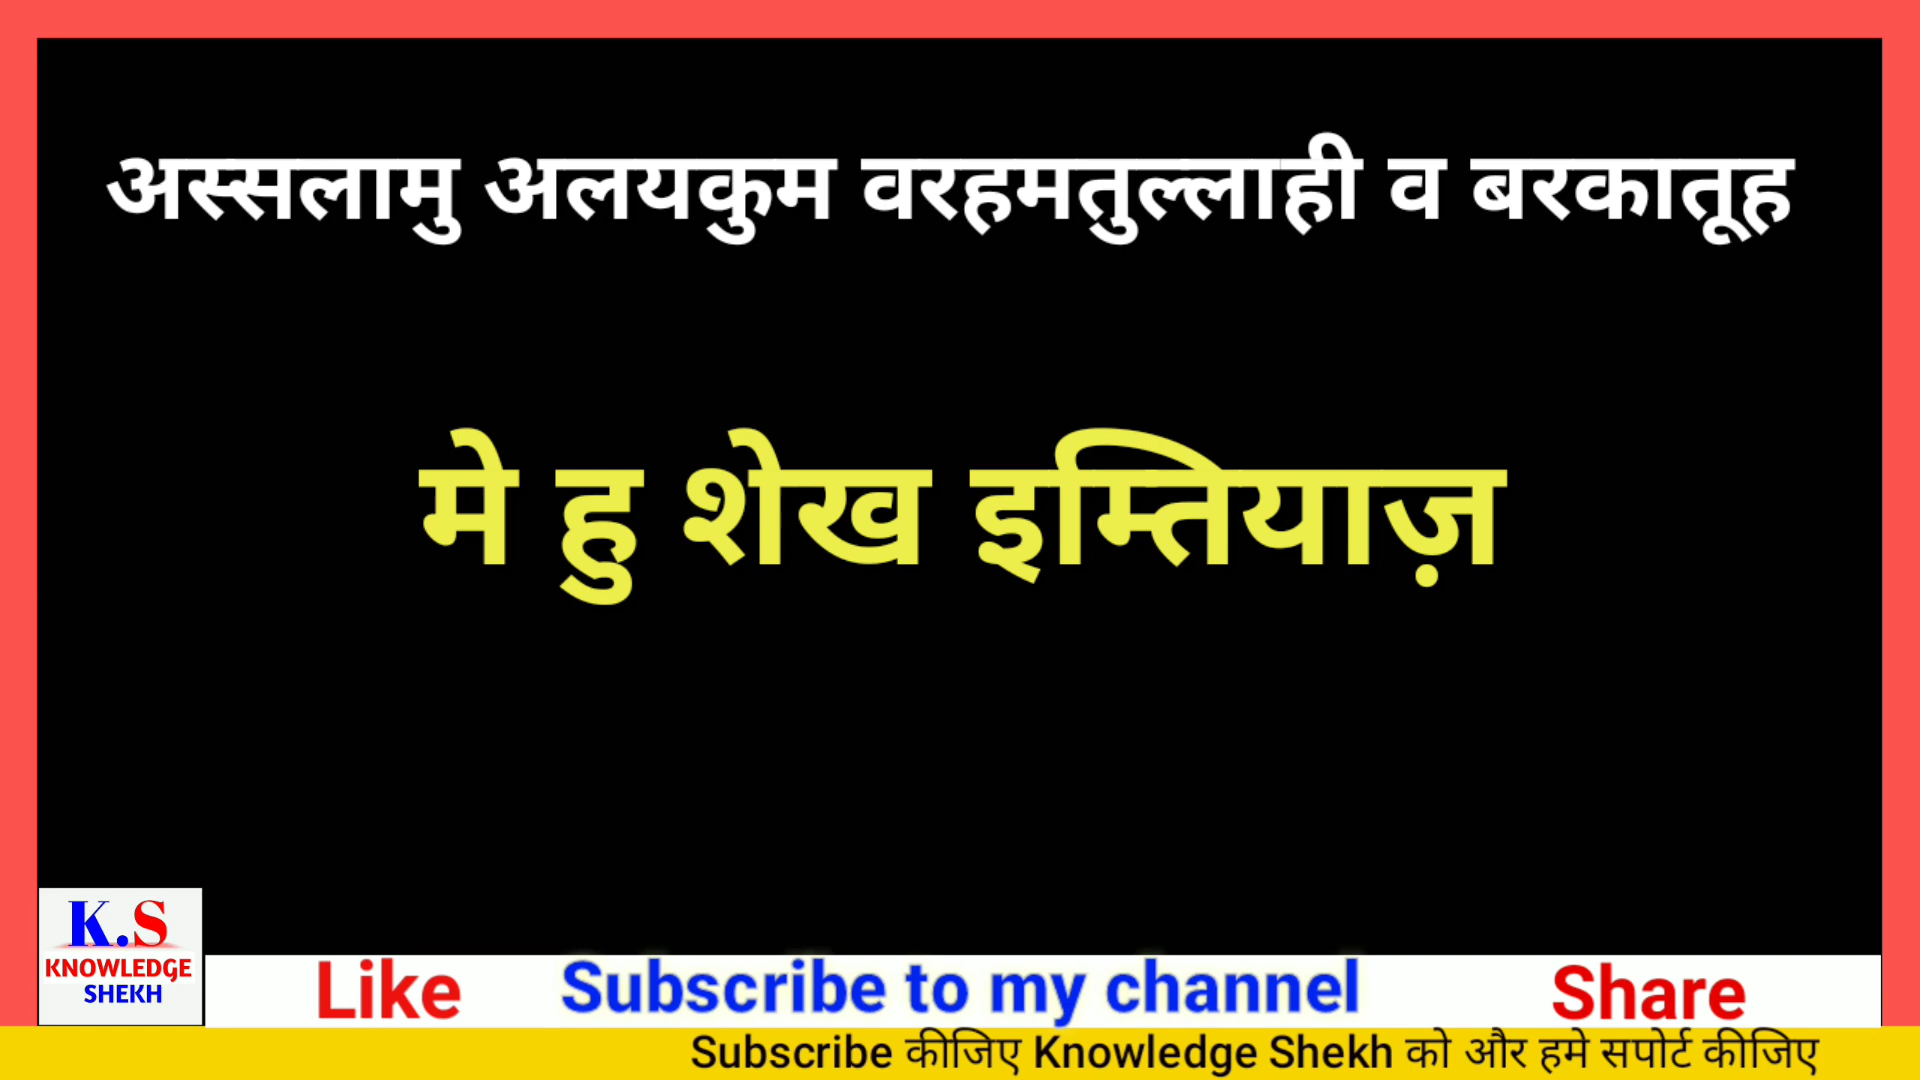 अस्सलामु अलयकुम वरहमतुल्लाही व बरकातूह
मे हु शेख इम्तियाज़
K.S
KNOWLEDGE
SHEKH
Like Subscribe to my channel Share
Subscribe कीजिए Knowledge Shekh को और हमे सपोर्ट कीजिए